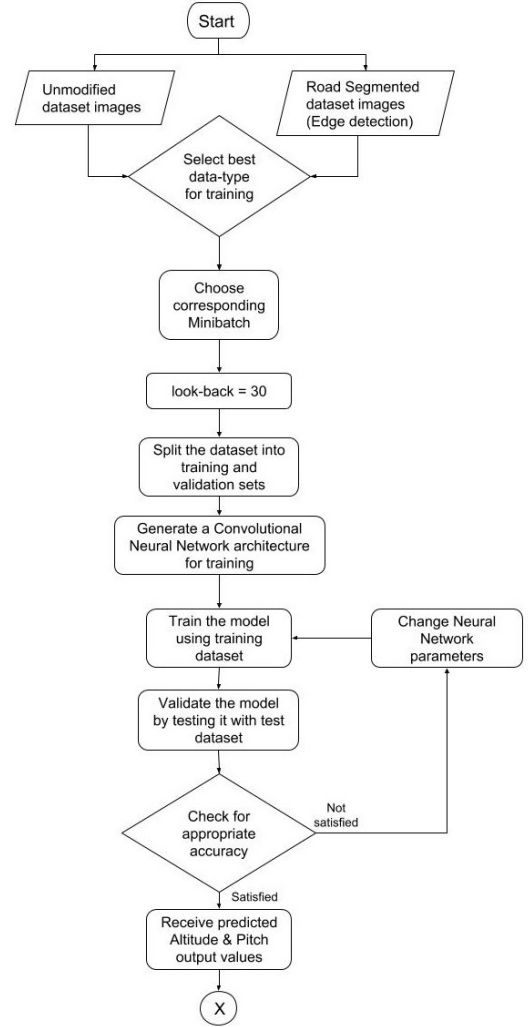 Start
Unmodified
dataset images
Road Segmented
dataset images
(Edge detection)
Select best
data-type
for training
Choose
corresponding
Minibatch
look-back = 30
Split the dataset into
training and
validation sets
Generate a Convolutional
Neural Network architecture
for training
Train the model
using training
dataset
Change Neural
Network
parameters
Validate the model
by testing it with test
dataset
Check for
appropriate
accuracy
Not
satisfied
Satisfied
Receive predicted
Altitude & Pitch
output values
X